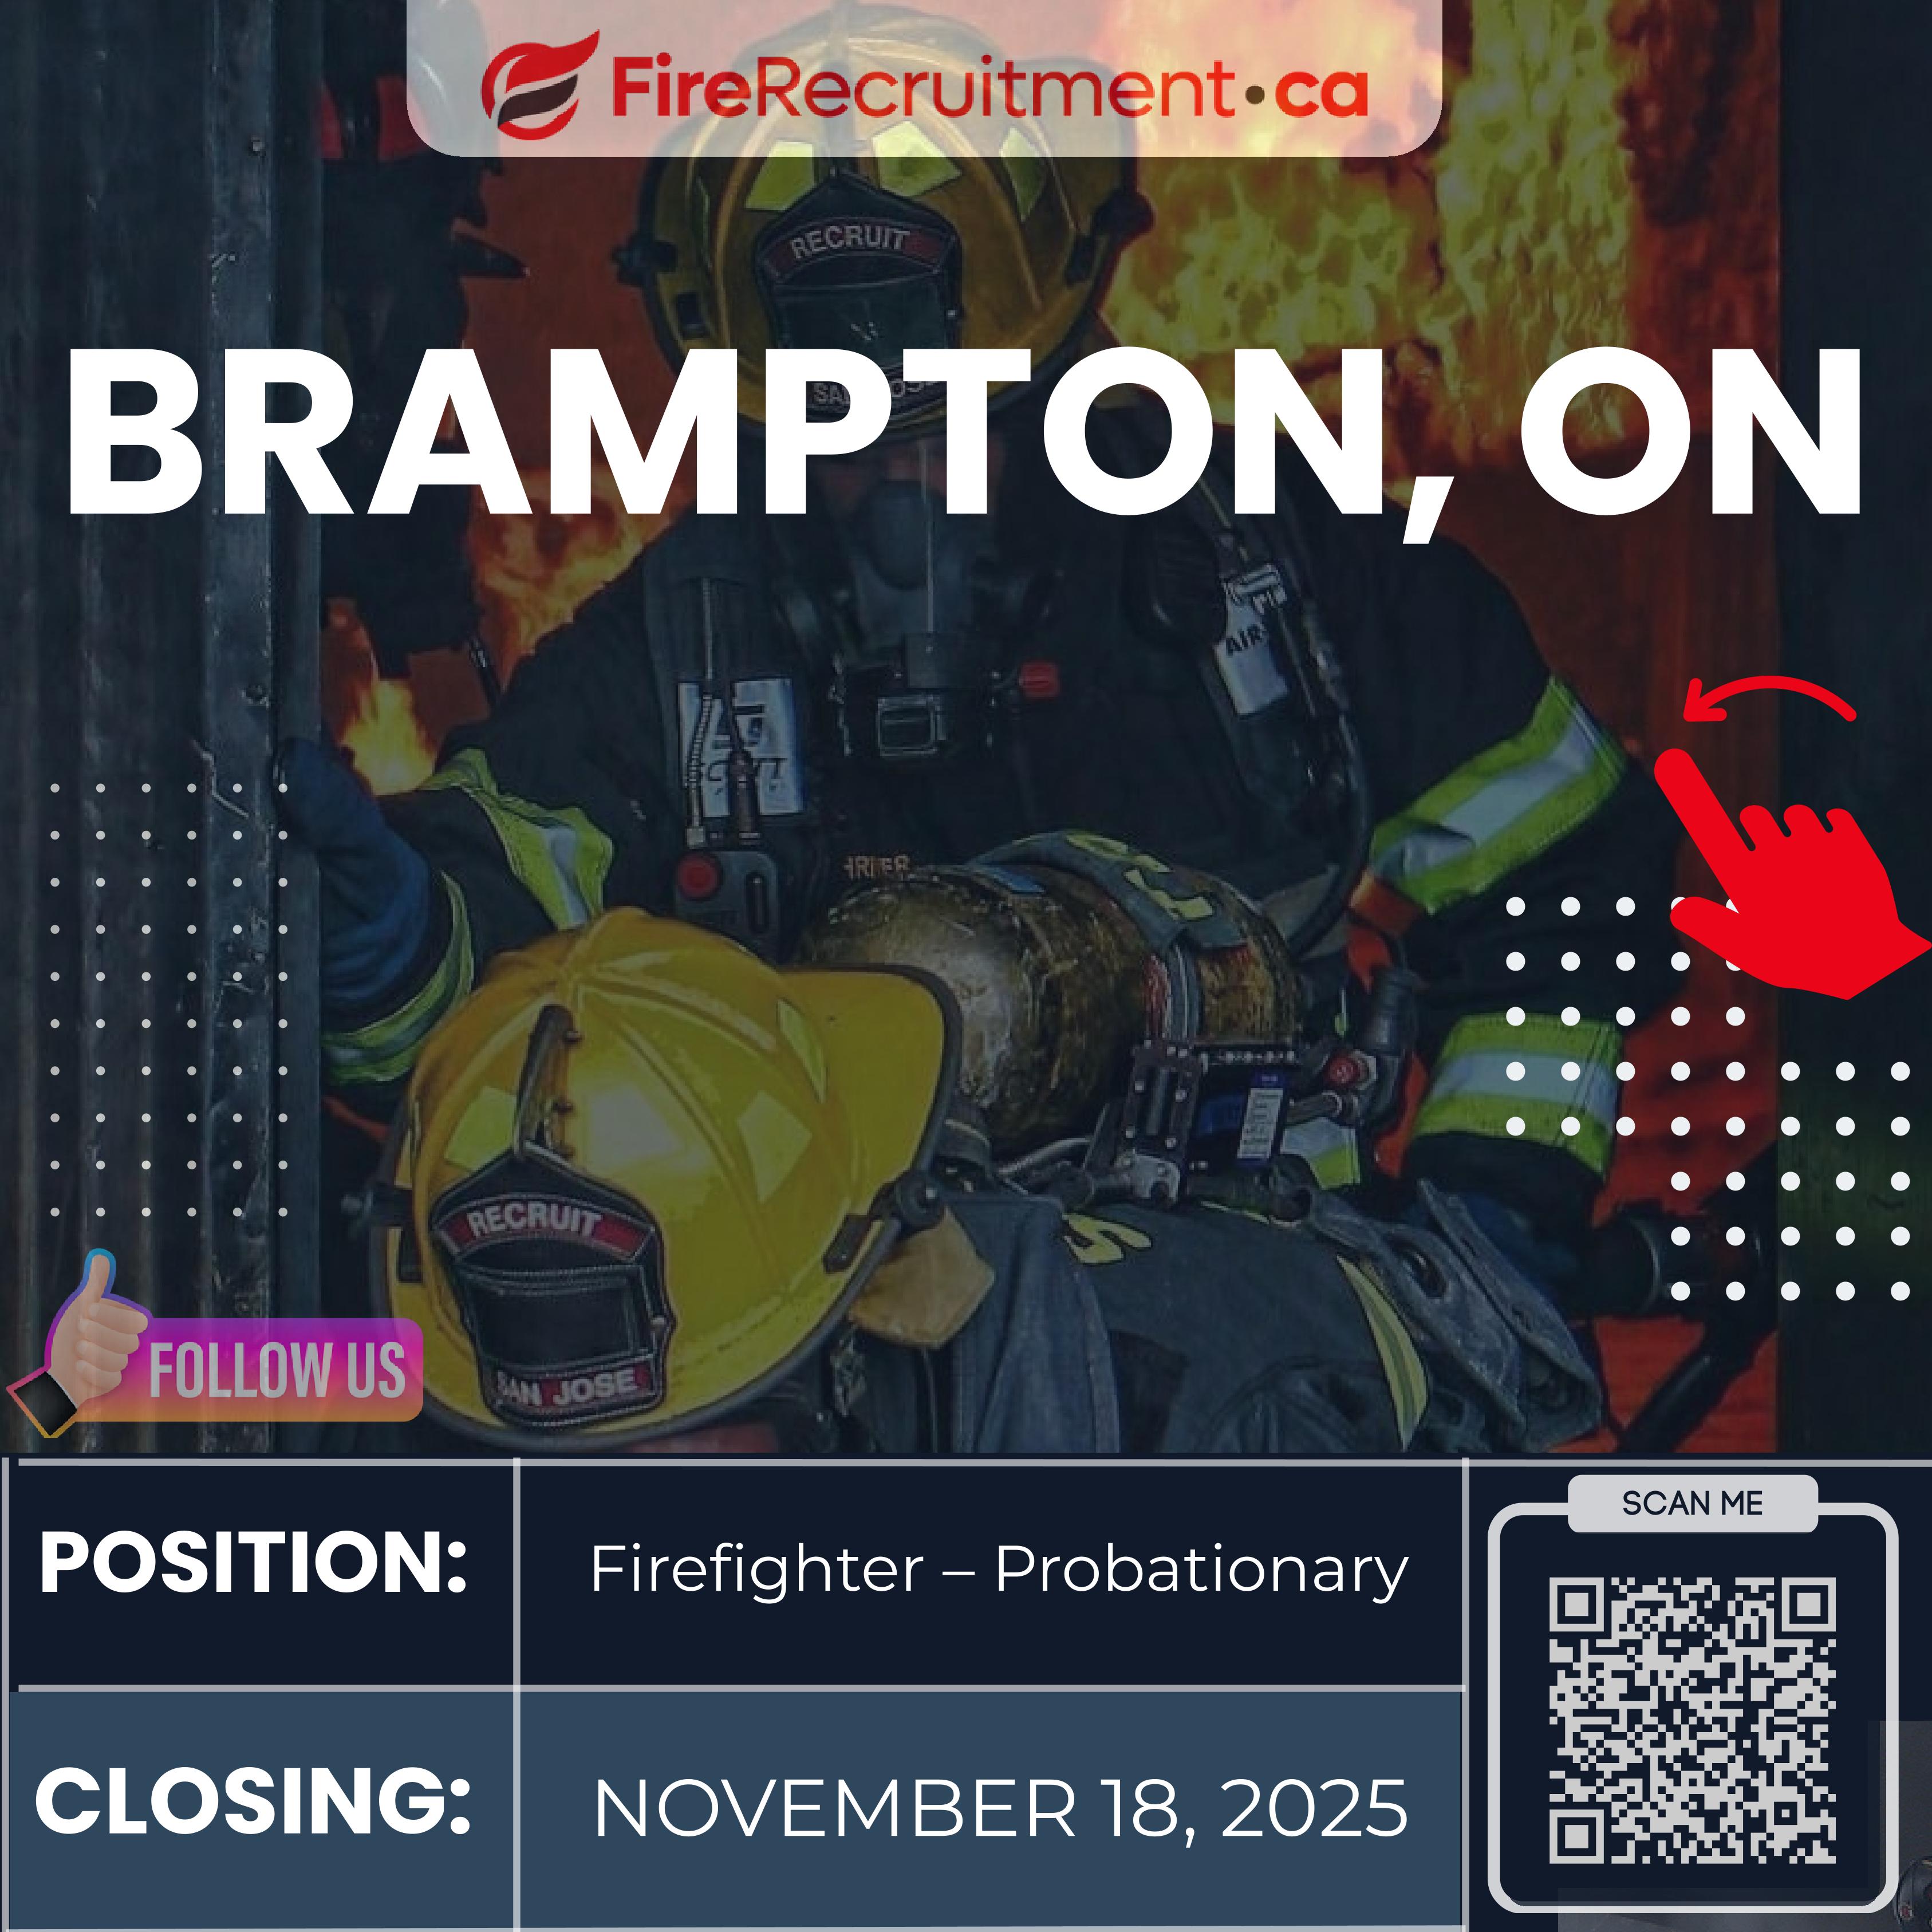 FireRecruitment.ca
RECRUIT
BRAMPTON, ON
AIR
RECRUIT
SAN JOSE
FOLLOW US
SCAN ME
POSITION:
Firefighter – Probationary
CLOSING:
NOVEMBER 18, 2025